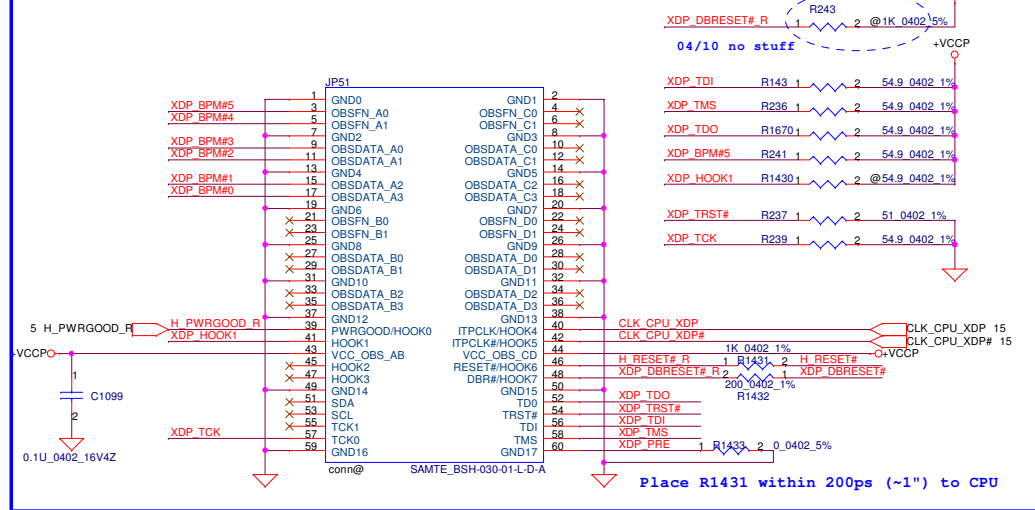 R243
XDP_DBRESET#_R 1 2 @1K_0402_5%
04/10 no stuff
+VCCP
XDP_TDI R143 1 2 54.9_0402_1%
XDP_TMS R236 1 2 54.9_0402_1%
XDP_TDO R1670 1 2 54.9_0402_1%
XDP_BPM#5 R241 1 2 54.9_0402_1%
XDP_HOOK1 R1430 1 2 @54.9_0402_1%
XDP_TRST# R237 1 2 51_0402_1%
XDP_TCK R239 1 2 54.9_0402_1%
JP51
1 GND0 GND1 2
XDP_BPM#5 3 OBSFN_A0 OBSFN_C0 4
XDP_BPM#4 5 OBSFN_A1 OBSFN_C1 6
7 GND2 GND3 8
XDP_BPM#3 9 OBSDATA_A0 OBSDATA_C0 10
XDP_BPM#2 11 OBSDATA_A1 OBSDATA_C1 12
13 GND4 GND5 14
XDP_BPM#1 15 OBSDATA_A2 OBSDATA_C2 16
XDP_BPM#0 17 OBSDATA_A3 OBSDATA_C3 18
19 GND6 GND7 20
21 OBSFN_B0 OBSFN_D0 22
23 OBSFN_B1 OBSFN_D1 24
25 GND8 GND9 26
27 OBSDATA_B0 OBSDATA_D0 28
29 OBSDATA_B1 OBSDATA_D1 30
31 GND10 GND11 32
33 OBSDATA_B2 OBSDATA_D2 34
35 OBSDATA_B3 OBSDATA_D3 36
37 GND12 GND13 38
5 H_PWRGOOD_R H_PWRGOOD_R 39 PWRGOOD/HOOK0 ITPCLK/HOOK4 40 CLK_CPU_XDP CLK_CPU_XDP 15
XDP_HOOK1 41 HOOK1 ITPCLK#/HOOK5 42 CLK_CPU_XDP# CLK_CPU_XDP# 15
+VCCP 43 VCC_OBS_AB VCC_OBS_CD 44 1K_0402_1% +VCCP
45 HOOK2 RESET#/HOOK6 46 H_RESET#_R 1 R1431 2 H_RESET#
47 HOOK3 DBR#/HOOK7 48 XDP_DBRESET#_R 2 1 XDP_DBRESET#
200_0402_1%
R1432
49 GND14 GND15 50
51 SDA TD0 52 XDP_TDO
53 SCL TRST# 54 XDP_TRST#
55 TCK1 TDI 56 XDP_TDI
XDP_TCK 57 TCK0 TMS 58 XDP_TMS
59 GND16 GND17 60 XDP_PRE 1 R1433 2 0_0402_5%
1
C1099
2
0.1U_0402_16V4Z
conn@ SAMTE_BSH-030-01-L-D-A
Place R1431 within 200ps (~1") to CPU